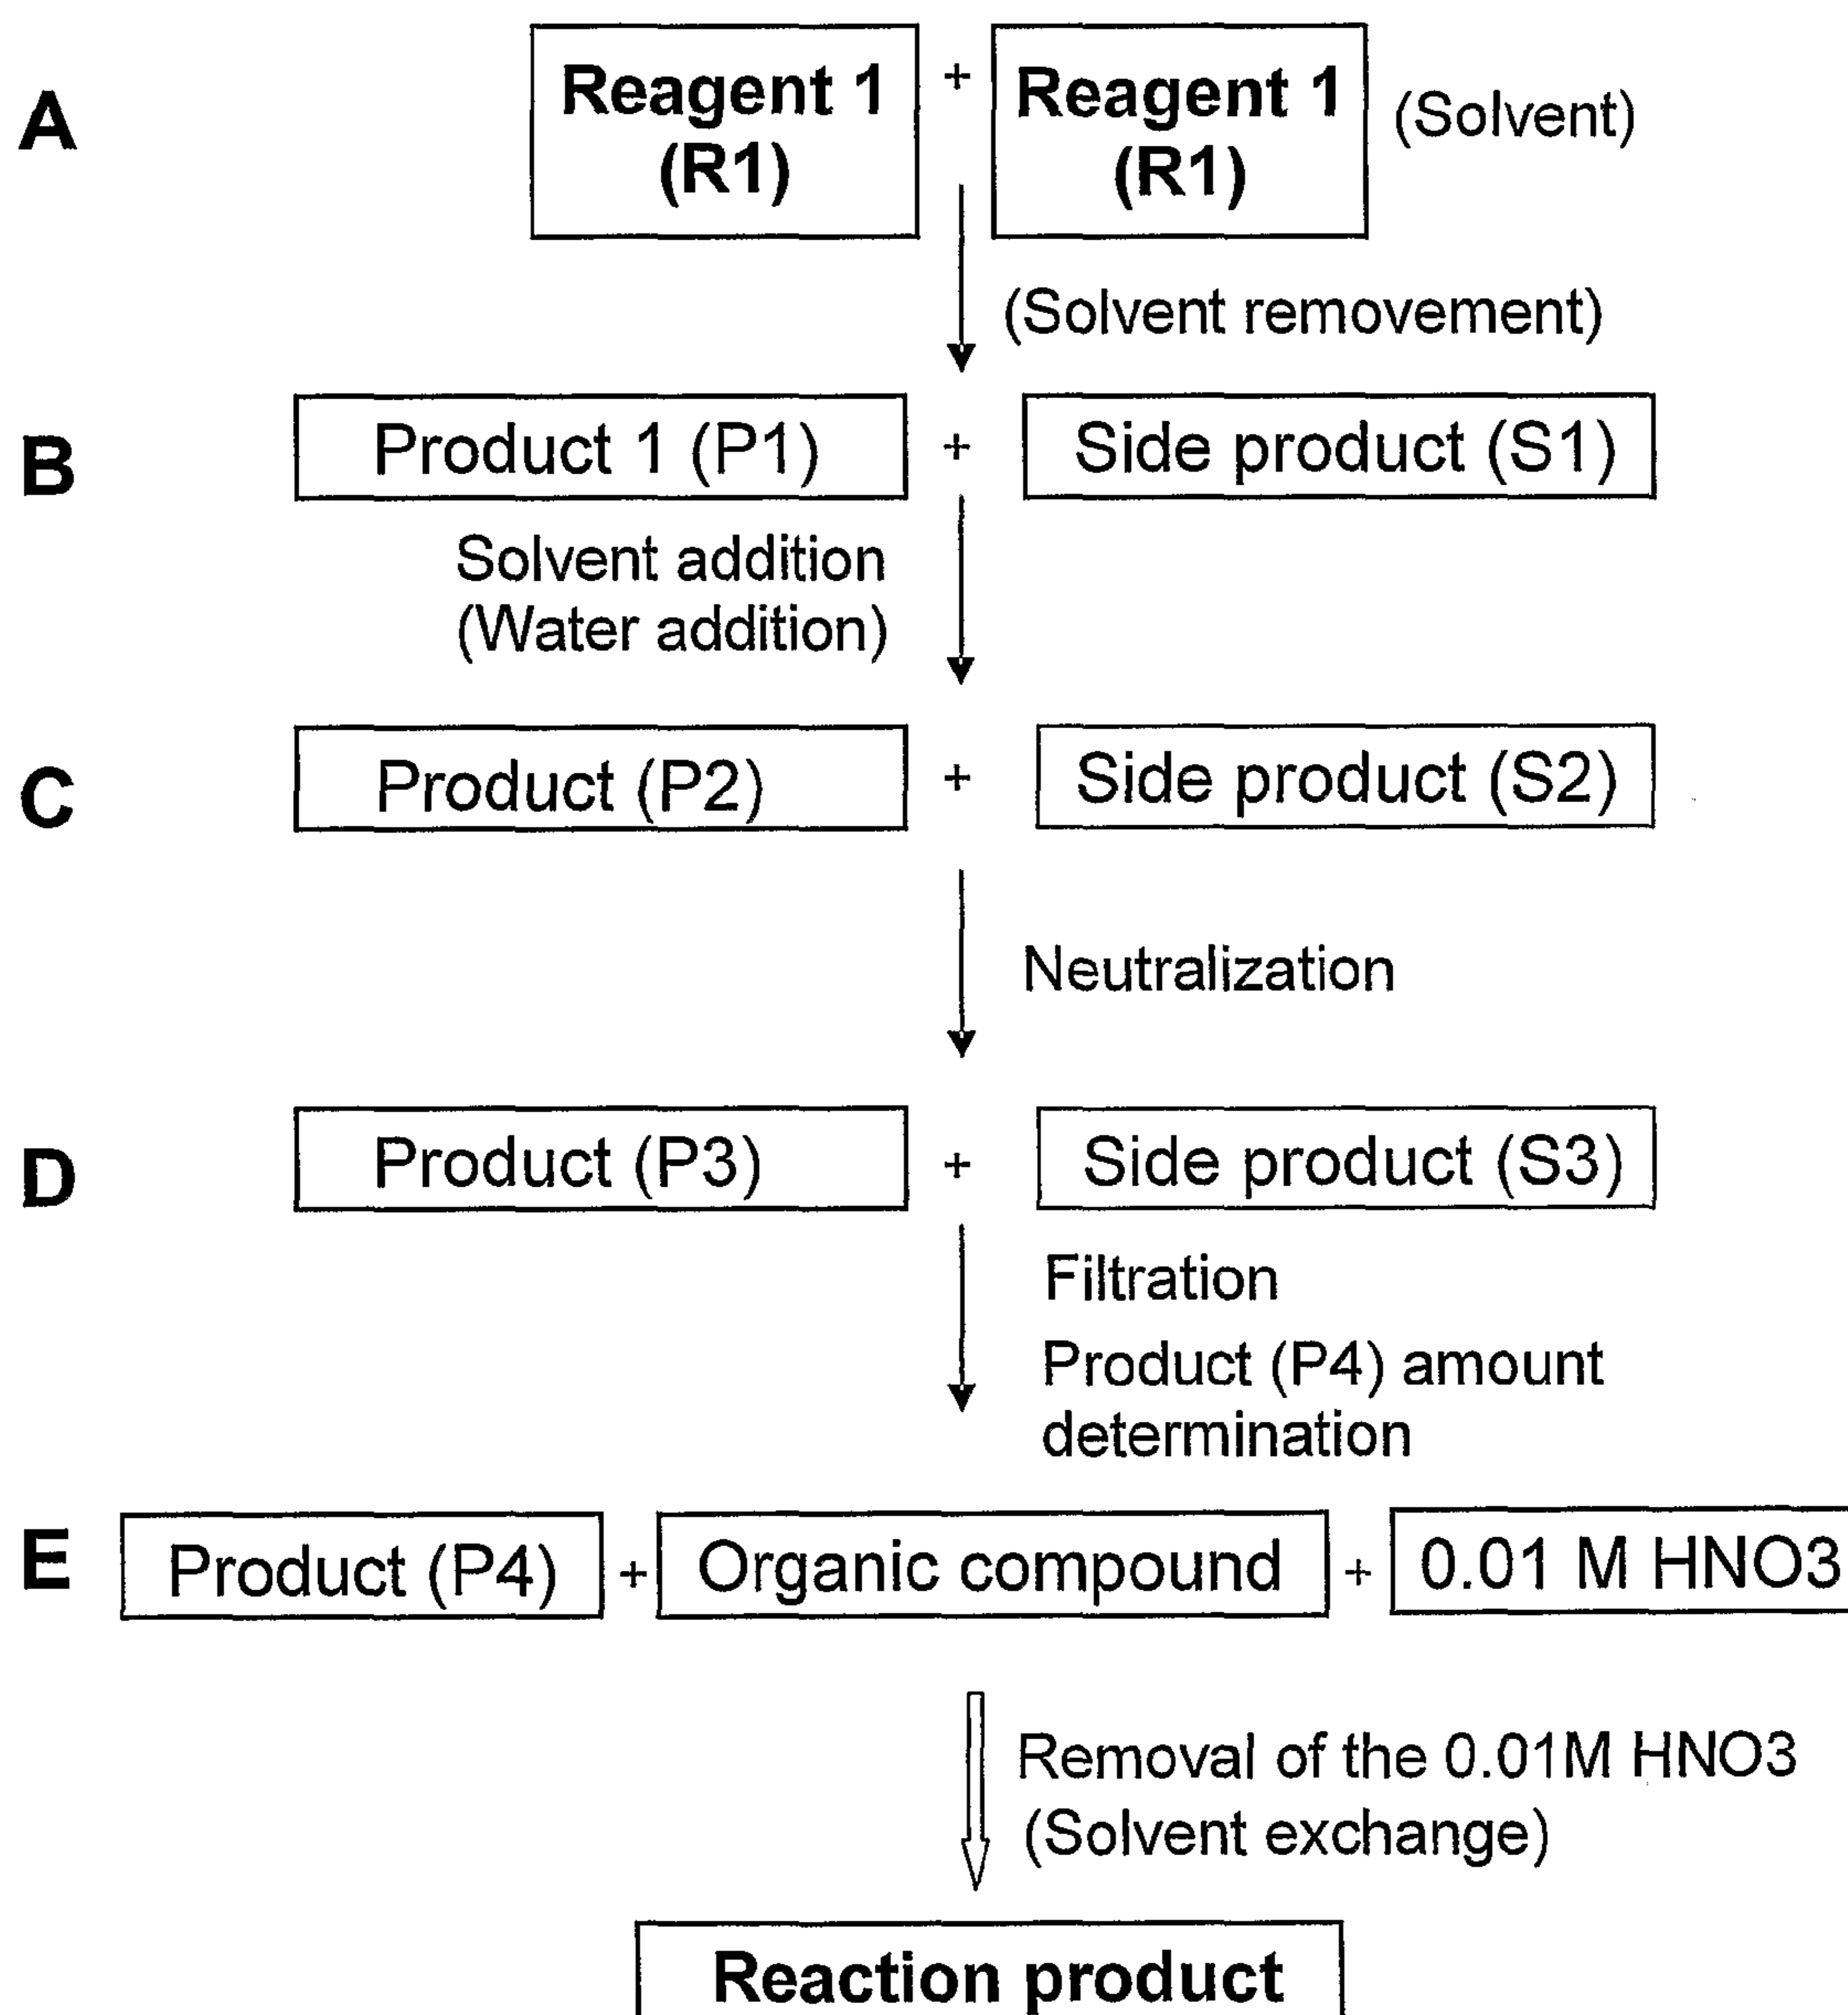 A
Reagent 1 (R1)
+
Reagent 1 (R1)
(Solvent)
(Solvent removement)
B
Product 1 (P1)
+
Side product (S1)
Solvent addition
(Water addition)
C
Product (P2)
+
Side product (S2)
Neutralization
D
Product (P3)
+
Side product (S3)
Filtration
Product (P4) amount
determination
E
Product (P4)
+
Organic compound
+
0.01 M HNO3
Removal of the 0.01M HNO3
(Solvent exchange)
Reaction product